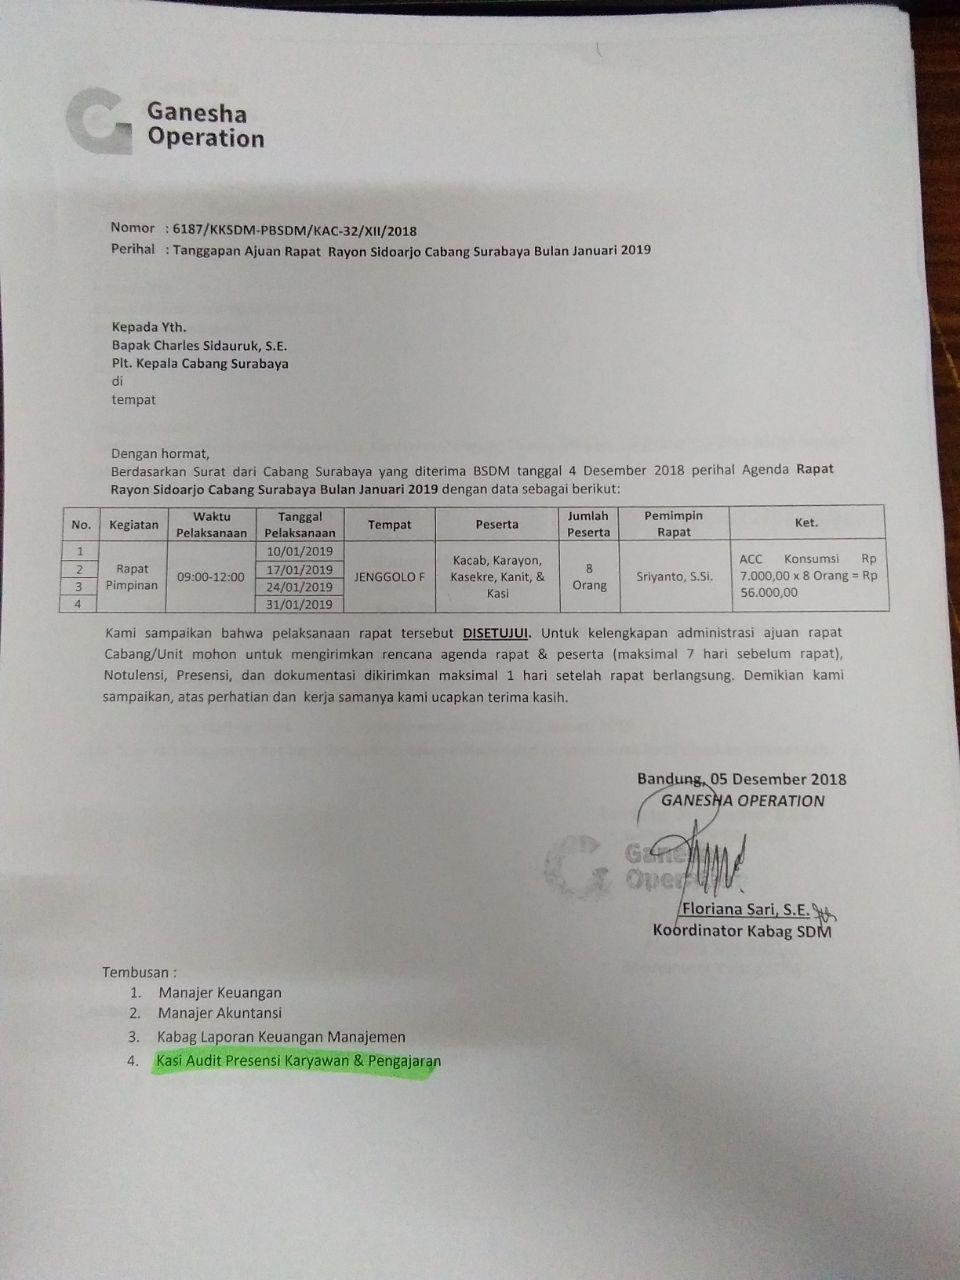 Ganesha
Operation
Nomor : 6187/KKSDM-PBSDM/KAC-32/XII/2018
Perihal : Tanggapan Ajuan Rapat Rayon Sidoarjo Cabang Surabaya Bulan Januari 2019
Kepada Yth.
Bapak Charles Sidauruk, S.E.
Plt. Kepala Cabang Surabaya
di
tempat
Dengan hormat,
Berdasarkan Surat dari Cabang Surabaya yang diterima BSDM tanggal 4 Desember 2018 perihal Agenda Rapat
Rayon Sidoarjo Cabang Surabaya Bulan Januari 2019 dengan data sebagai berikut:
No. Kegiatan Waktu Pelaksanaan Tanggal Pelaksanaan Tempat Peserta Jumlah Peserta Pemimpin Rapat Ket.
1 Rapat Pimpinan 09:00-12:00 10/01/2019 JENGGOLO F Kacab, Karayon, Kasekre, Kanit, & Kasi 8 Orang Sriyanto, S.Si. ACC Konsumsi Rp 7.000,00 x 8 Orang = Rp 56.000,00
2 17/01/2019
3 24/01/2019
4 31/01/2019
Kami sampaikan bahwa pelaksanaan rapat tersebut DISETUJUI. Untuk kelengkapan administrasi ajuan rapat
Cabang/Unit mohon untuk mengirimkan rencana agenda rapat & peserta (maksimal 7 hari sebelum rapat),
Notulensi, Presensi, dan dokumentasi dikirimkan maksimal 1 hari setelah rapat berlangsung. Demikian kami
sampaikan, atas perhatian dan kerja samanya kami ucapkan terima kasih.
Bandung, 05 Desember 2018
GANESHA OPERATION
Ganesha
Operation
Floriana Sari, S.E.
Koordinator Kabag SDM
Tembusan :
1. Manajer Keuangan
2. Manajer Akuntansi
3. Kabag Laporan Keuangan Manajemen
4. Kasi Audit Presensi Karyawan & Pengajaran